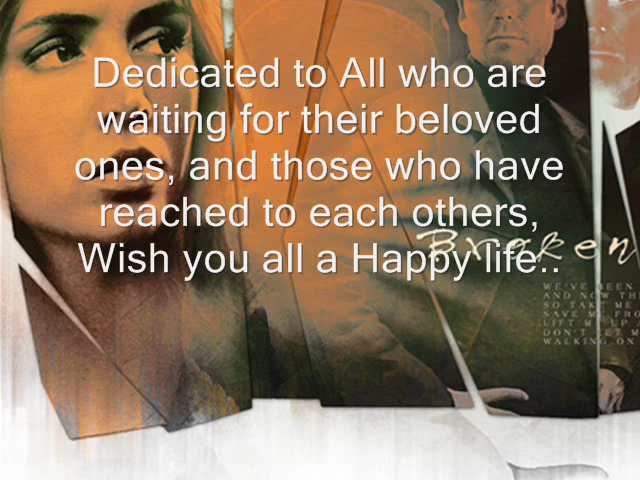 Dedicated to All who are
waiting for their beloved
ones, and those who have
reached to each others,
Wish you all a Happy life..
Broken
WE'VE BEEN
AND NOW TH
SO TAKE ME
SAVE ME FRO
LIFT ME UP
DON'T LET M
WALKING ON